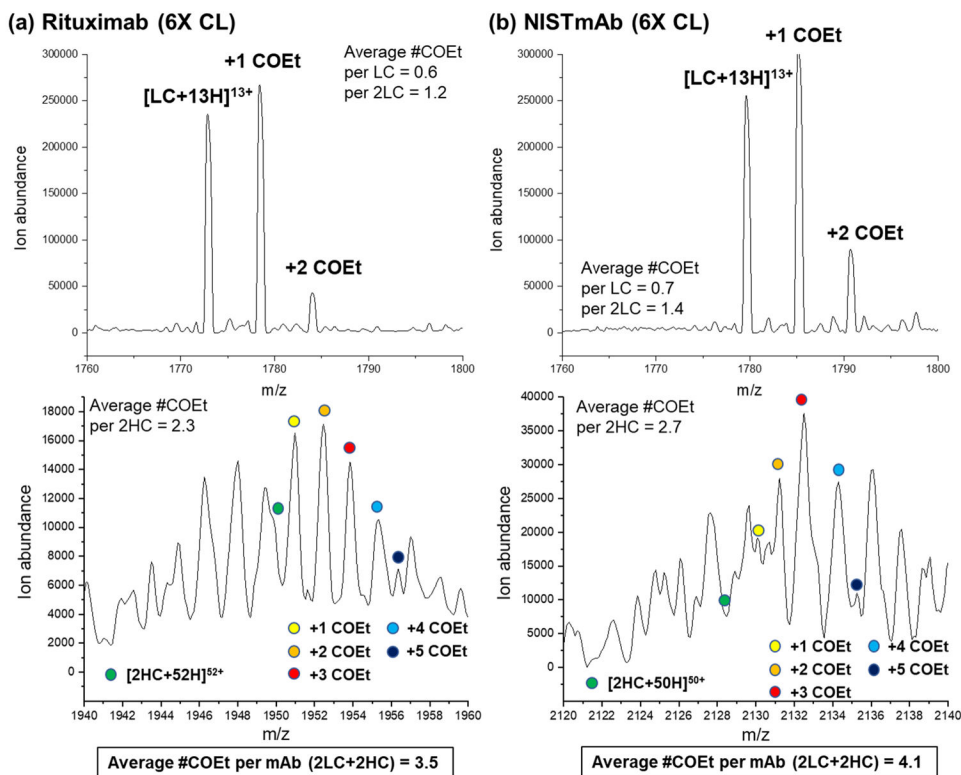 (a) Rituximab (6X CL)
300000
250000
200000
150000
100000
50000
0
Ion abundance
1760
1770
1780
1790
1800
m/z
[LC+13H]¹³⁺
+1 COEt
+2 COEt
Average #COEt
per LC = 0.6
per 2LC = 1.2
(b) NISTmAb (6X CL)
300000
250000
200000
150000
100000
50000
0
Ion abundance
1760
1770
1780
1790
1800
m/z
[LC+13H]¹³⁺
+1 COEt
+2 COEt
Average #COEt
per LC = 0.7
per 2LC = 1.4
18000
16000
14000
12000
10000
8000
6000
4000
2000
0
Ion abundance
1940
1942
1944
1946
1948
1950
1952
1954
1956
1958
1960
m/z
Average #COEt
per 2HC = 2.3
+1 COEt
+2 COEt
+3 COEt
+4 COEt
+5 COEt
[2HC+52H]⁵²⁺
Average #COEt per mAb (2LC+2HC) = 3.5
40000
35000
30000
25000
20000
15000
10000
5000
0
Ion abundance
2120
2122
2124
2126
2128
2130
2132
2134
2136
2138
2140
m/z
Average #COEt
per 2HC = 2.7
+1 COEt
+2 COEt
+3 COEt
+4 COEt
+5 COEt
[2HC+50H]⁵⁰⁺
Average #COEt per mAb (2LC+2HC) = 4.1